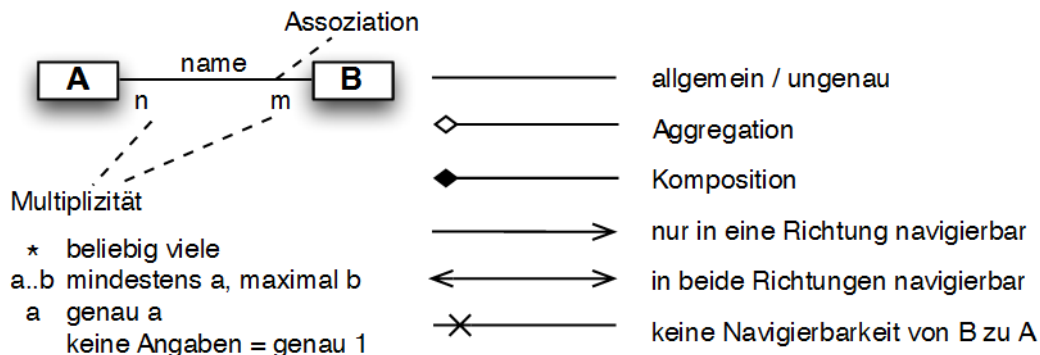 Assoziation
A name B
n m
Multiplizität
* beliebig viele
a..b mindestens a, maximal b
a genau a
keine Angaben = genau 1
allgemein / ungenau
Aggregation
Komposition
nur in eine Richtung navigierbar
in beide Richtungen navigierbar
keine Navigierbarkeit von B zu A